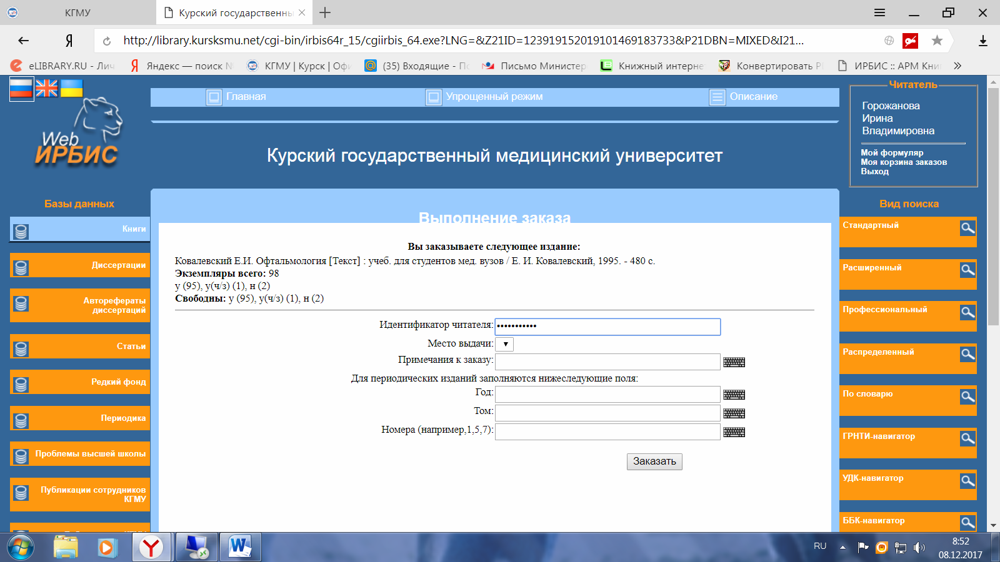 КГМУ
Курский государственнь
http://library.kursksmu.net/cgi-bin/irbis64r_15/cgiirbis_64.exe?LNG=&Z21ID=123919152019101469183733&P21DBN=MIXED&I21...
eLIBRARY.RU - Лич
Яндекс — поиск
КГМУ | Курск | Офи
(35) Входящие - По
Письмо Министер
Книжный интерне
Конвертировать
ИРБИС :: АРМ Кни
Web
ИРБИС
Главная
Упрощенный режим
Описание
Читатель
Горожанова
Ирина
Владимировна
Мой формуляр
Моя корзина заказов
Выход
Курский государственный медицинский университет
Базы данных
Книги
Диссертации
Авторефераты
диссертаций
Статьи
Редкий фонд
Периодика
Проблемы высшей школы
Публикации сотрудников
КГМУ
Выполнение заказа
Вы заказываете следующее издание:
Ковалевский Е.И. Офтальмология [Текст] : учеб. для студентов мед. вузов / Е. И. Ковалевский, 1995. - 480 с.
Экземпляры всего: 98
у (95), у(ч/з) (1), н (2)
Свободны: у (95), у(ч/з) (1), н (2)
Идентификатор читателя: •••••••••••
Место выдачи:
Примечания к заказу:
Для периодических изданий заполняются нижеследующие поля:
Год:
Том:
Номера (например,1,5,7):
Заказать
Вид поиска
Стандартный
Расширенный
Профессиональный
Распределенный
По словарю
ГРНТИ-навигатор
УДК-навигатор
ББК-навигатор
RU
8:52
08.12.2017